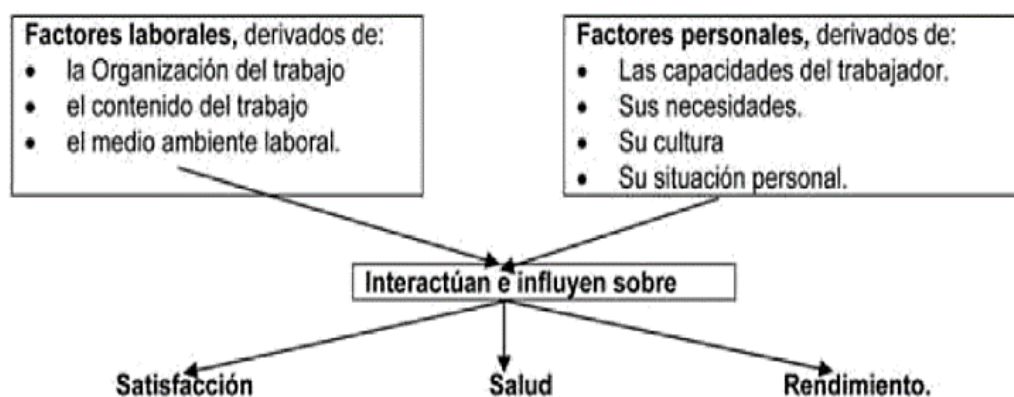 Factores laborales, derivados de:
• la Organización del trabajo
• el contenido del trabajo
• el medio ambiente laboral.
Factores personales, derivados de:
• Las capacidades del trabajador.
• Sus necesidades.
• Su cultura
• Su situación personal.
Interactúan e influyen sobre
Satisfacción
Salud
Rendimiento.